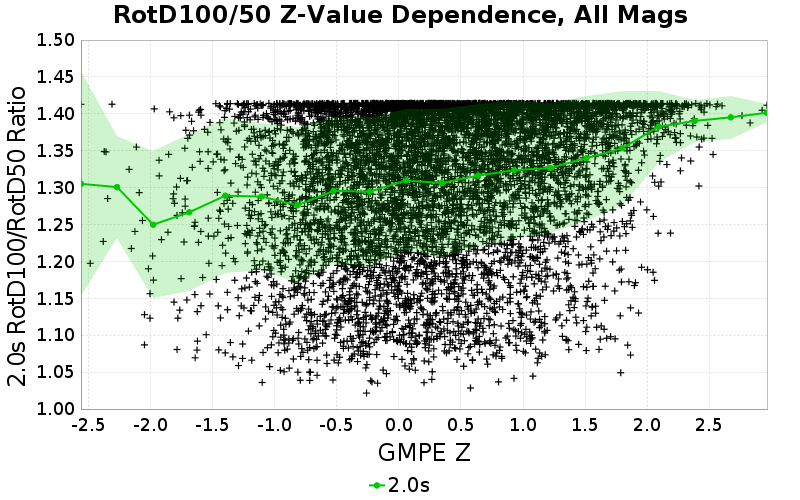 RotD100/50 Z-Value Dependence, All Mags
2.0s RotD100/RotD50 Ratio
1.50
1.45
1.40
1.35
1.30
1.25
1.20
1.15
1.10
1.05
1.00
-2.5 -2.0 -1.5 -1.0 -0.5 0.0 0.5 1.0 1.5 2.0 2.5
GMPE Z
2.0s